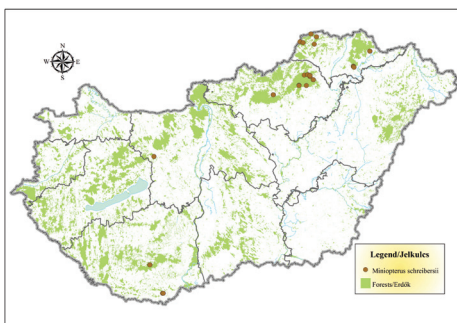 N
W E
S
Legend/Jelkulcs
Miniopterus schreibersii
Forests/Erdők